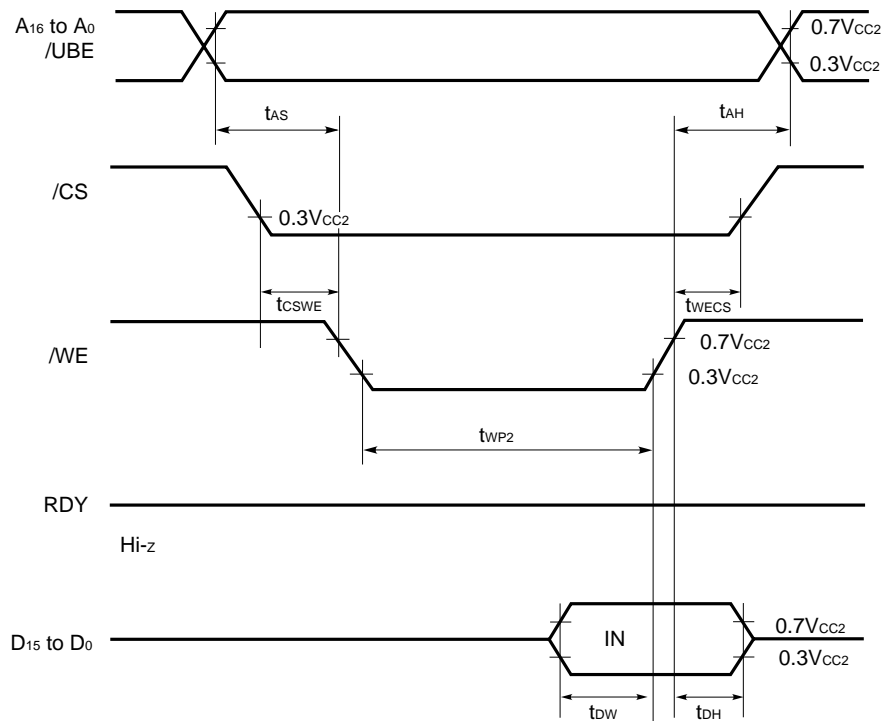 A16 to A0
/UBE
0.7VCC2
0.3VCC2
tAS
tAH
/CS
0.3VCC2
tCSWE
tWECS
/WE
0.7VCC2
0.3VCC2
tWP2
RDY
Hi-Z
D15 to D0
IN
0.7VCC2
0.3VCC2
tDW
tDH